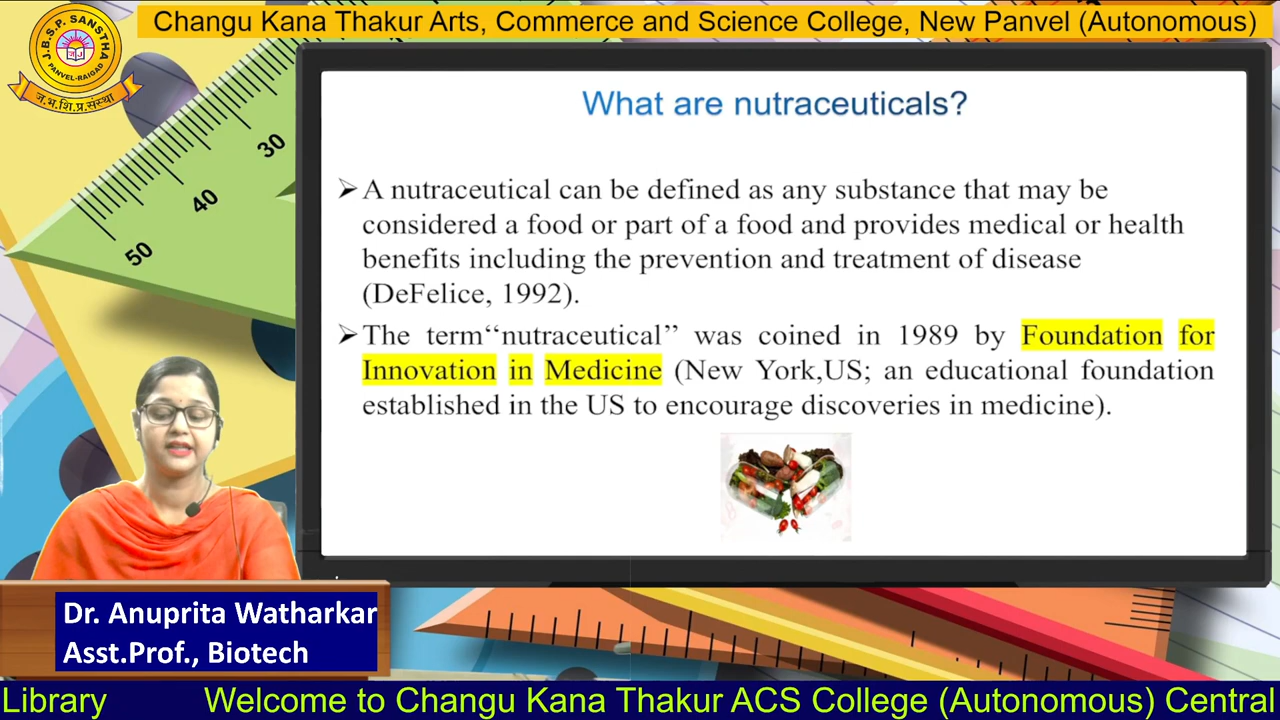 Changu Kana Thakur Arts, Commerce and Science College, New Panvel (Autonomous)
J.B.S.P. SANSTHA
PANVEL-RAIGAD
ज.भ.शि.प्र.संस्था
30
40
50
What are nutraceuticals?
➢ A nutraceutical can be defined as any substance that may be
considered a food or part of a food and provides medical or health
benefits including the prevention and treatment of disease
(DeFelice, 1992).
➢ The term‘‘nutraceutical’’ was coined in 1989 by Foundation for
Innovation in Medicine (New York,US; an educational foundation
established in the US to encourage discoveries in medicine).
Dr. Anuprita Watharkar
Asst.Prof., Biotech
Library Welcome to Changu Kana Thakur ACS College (Autonomous) Central